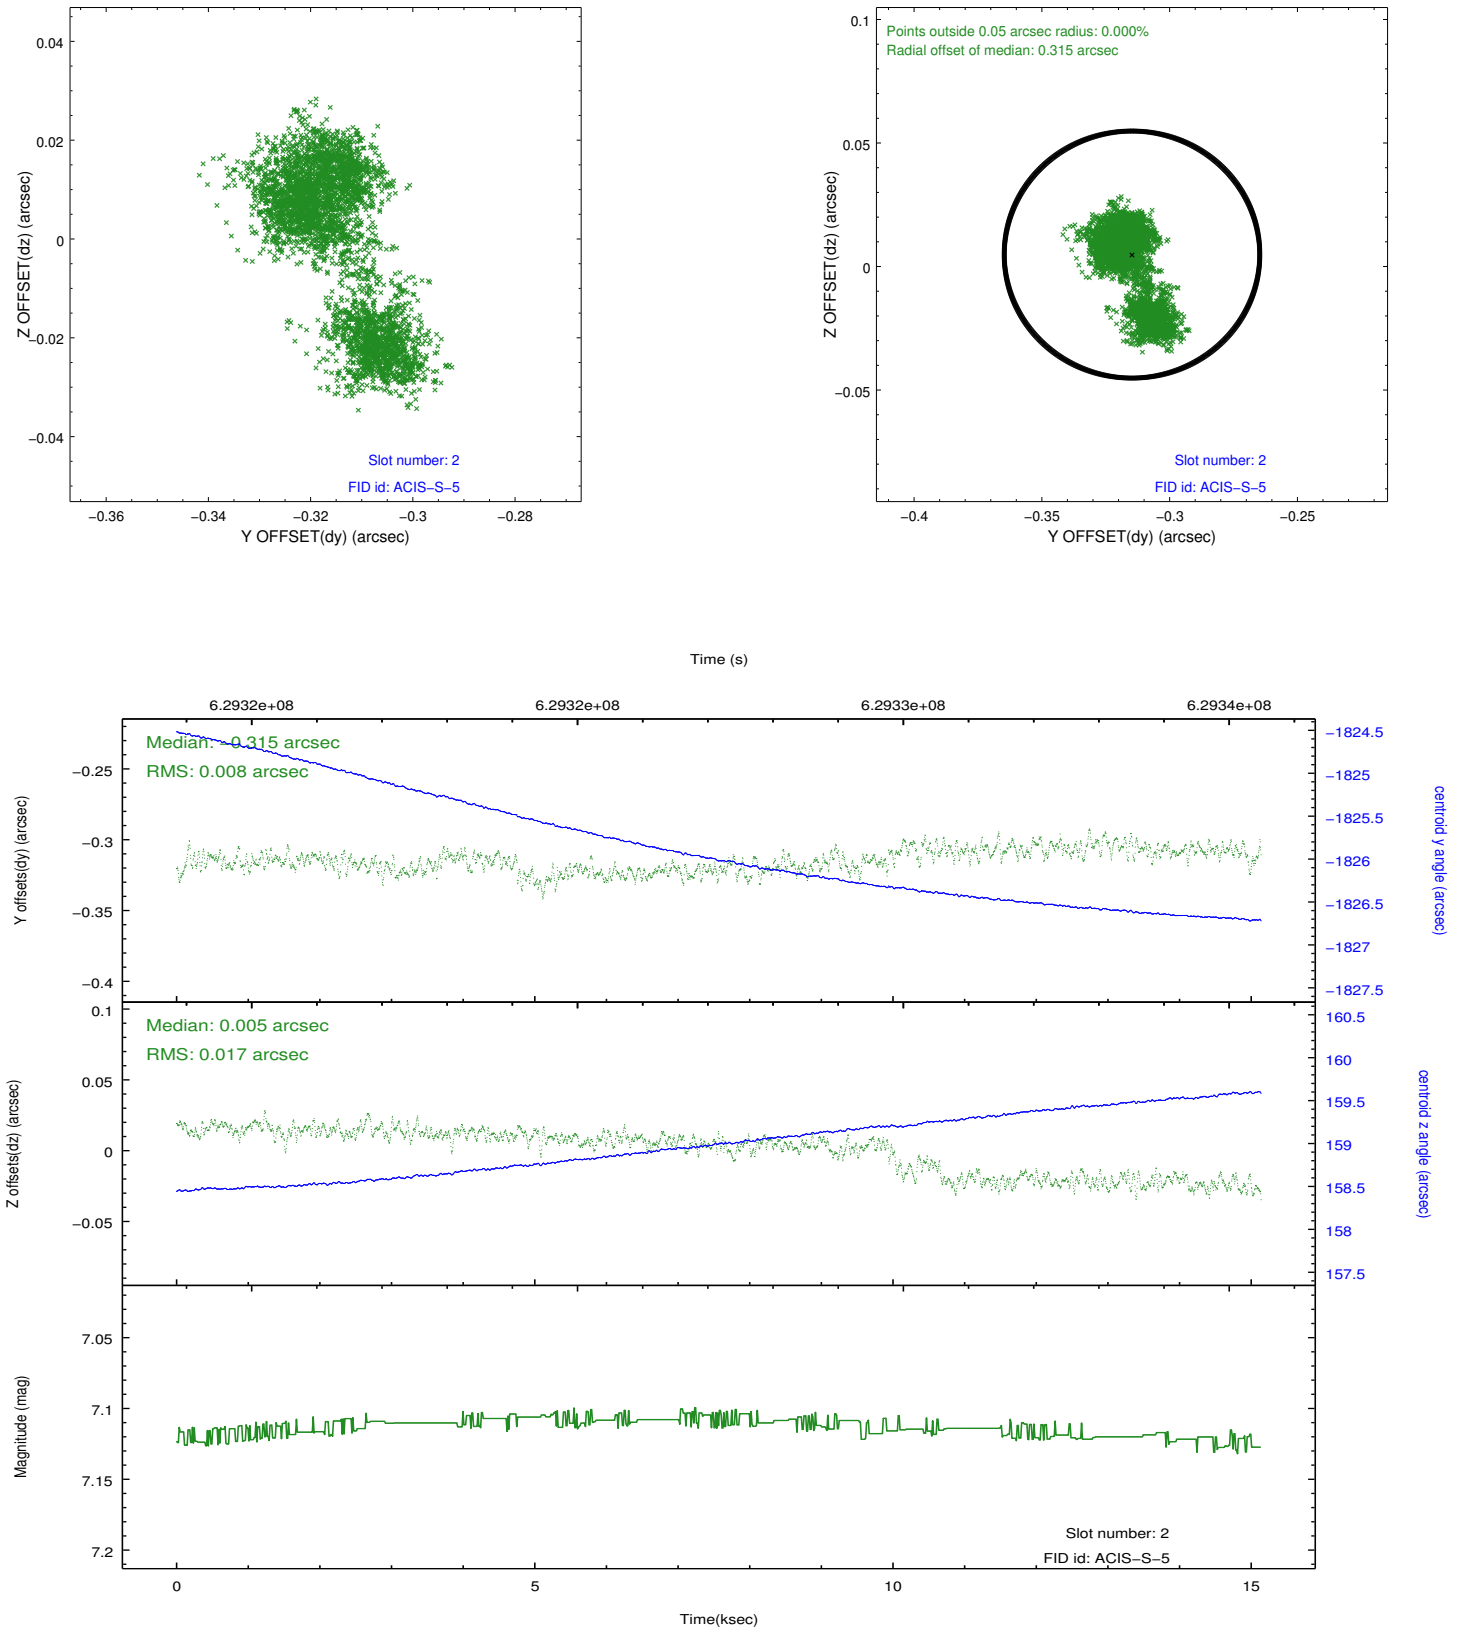 0.04
0.02
0
−0.02
−0.04
Z OFFSET(dz) (arcsec)
Slot number: 2
FID id: ACIS−S−5
−0.36
−0.34
−0.32
−0.3
−0.28
Y OFFSET(dy) (arcsec)
Points outside 0.05 arcsec radius: 0.000%
Radial offset of median: 0.315 arcsec
0.1
0.05
0
−0.05
Z OFFSET(dz) (arcsec)
Slot number: 2
FID id: ACIS−S−5
−0.4
−0.35
−0.3
−0.25
Y OFFSET(dy) (arcsec)
Time (s)
6.2932e+08
6.2932e+08
6.2933e+08
6.2934e+08
Median: −0.315 arcsec
RMS: 0.008 arcsec
−0.25
−0.3
−0.35
−0.4
Y offsets(dy) (arcsec)
−1824.5
−1825
−1825.5
−1826
−1826.5
−1827
−1827.5
centroid y angle (arcsec)
Median: 0.005 arcsec
RMS: 0.017 arcsec
0.1
0.05
0
−0.05
Z offsets(dz) (arcsec)
160.5
160
159.5
159
158.5
158
157.5
centroid z angle (arcsec)
7.05
7.1
7.15
7.2
Magnitude (mag)
Slot number: 2
FID id: ACIS−S−5
0
5
10
15
Time(ksec)